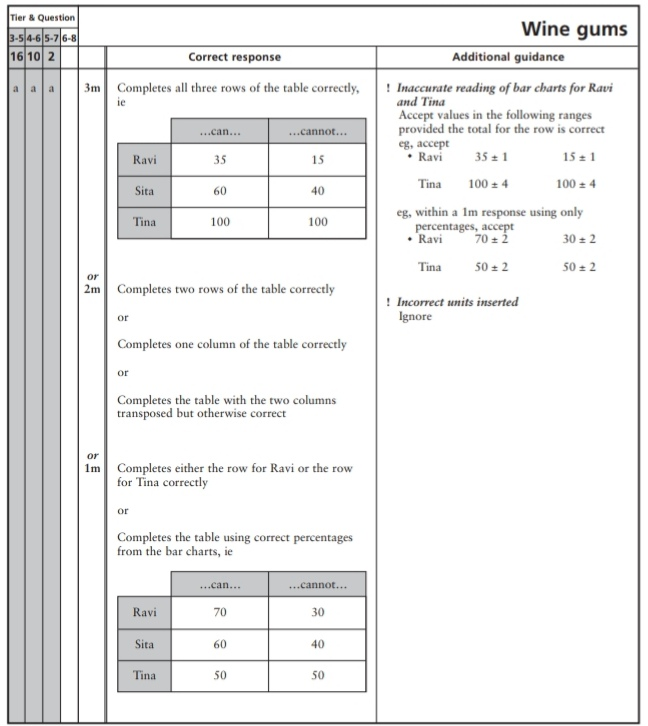 Tier & Question
3-5 4-6 5-7 6-8
Wine gums
16 10 2
Correct response
Additional guidance
a a a
3m Completes all three rows of the table correctly,
ie
…can… …cannot…
Ravi 35 15
Sita 60 40
Tina 100 100
! Inaccurate reading of bar charts for Ravi
and Tina
Accept values in the following ranges
provided the total for the row is correct
eg, accept
• Ravi 35 ± 1 15 ± 1
Tina 100 ± 4 100 ± 4
eg, within a 1m response using only
percentages, accept
• Ravi 70 ± 2 30 ± 2
Tina 50 ± 2 50 ± 2
! Incorrect units inserted
Ignore
or
2m Completes two rows of the table correctly
or
Completes one column of the table correctly
or
Completes the table with the two columns
transposed but otherwise correct
or
1m Completes either the row for Ravi or the row
for Tina correctly
or
Completes the table using correct percentages
from the bar charts, ie
…can… …cannot…
Ravi 70 30
Sita 60 40
Tina 50 50